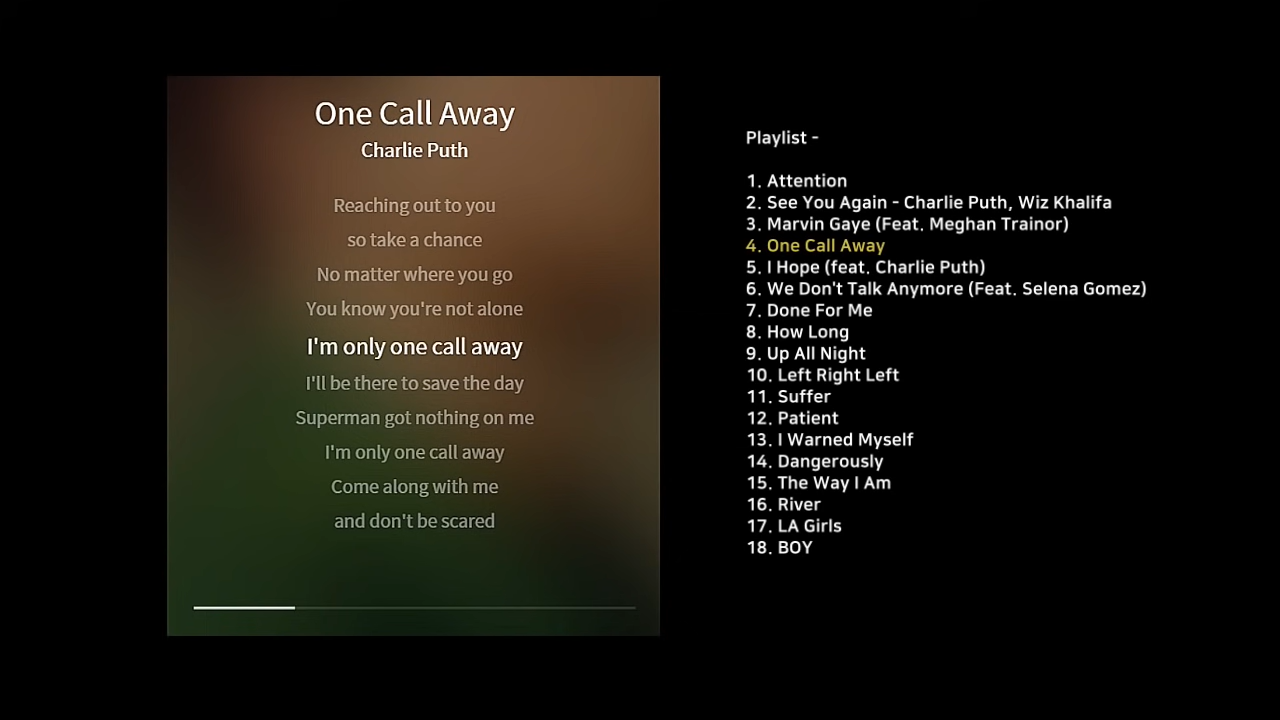 One Call Away
Charlie Puth
Reaching out to you
so take a chance
No matter where you go
You know you're not alone
I'm only one call away
I'll be there to save the day
Superman got nothing on me
I'm only one call away
Come along with me
and don't be scared
Playlist -
1. Attention
2. See You Again - Charlie Puth, Wiz Khalifa
3. Marvin Gaye (Feat. Meghan Trainor)
4. One Call Away
5. I Hope (feat. Charlie Puth)
6. We Don't Talk Anymore (Feat. Selena Gomez)
7. Done For Me
8. How Long
9. Up All Night
10. Left Right Left
11. Suffer
12. Patient
13. I Warned Myself
14. Dangerously
15. The Way I Am
16. River
17. LA Girls
18. BOY